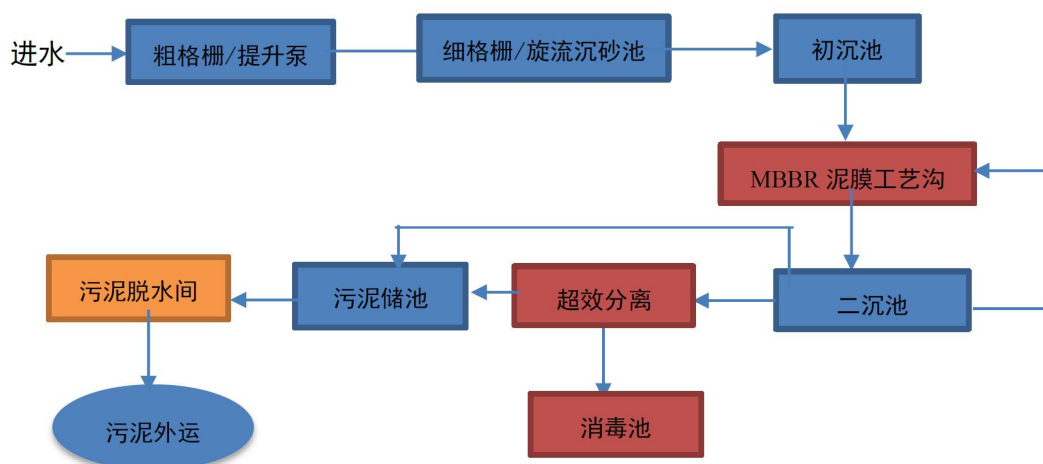 进水
粗格栅/提升泵
细格栅/旋流沉砂池
初沉池
MBBR 泥膜工艺沟
污泥脱水间
污泥储池
超效分离
二沉池
污泥外运
消毒池